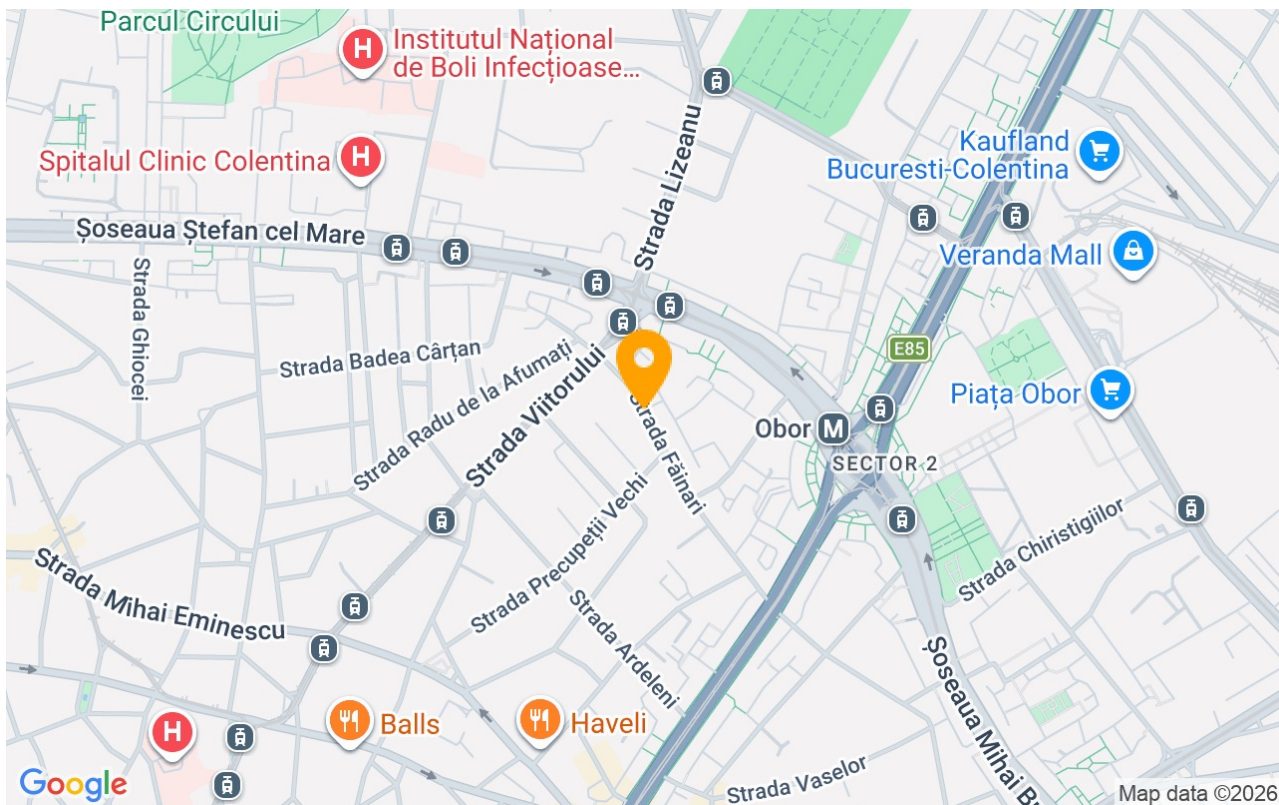 Parcul Circului
Institutul Național
de Boli Infecțioase...
Spitalul Clinic Colentina
Strada Lizeanu
Kaufland
Bucuresti-Colentina
Șoseaua Ștefan cel Mare
Veranda Mall
Strada Ghiocei
Strada Badea Cârțan
Strada Radu de la Afumați
Strada Viitorului
E85
Piața Obor
Strada Făinari
Obor
M
SECTOR 2
Strada Precupeții Vechi
Strada Chiristigiilor
Strada Mihai Eminescu
Strada Ardeleni
Șoseaua Mihai B
Balls
Haveli
Strada Vaselor
Google
Map data ©2026
H
H
H